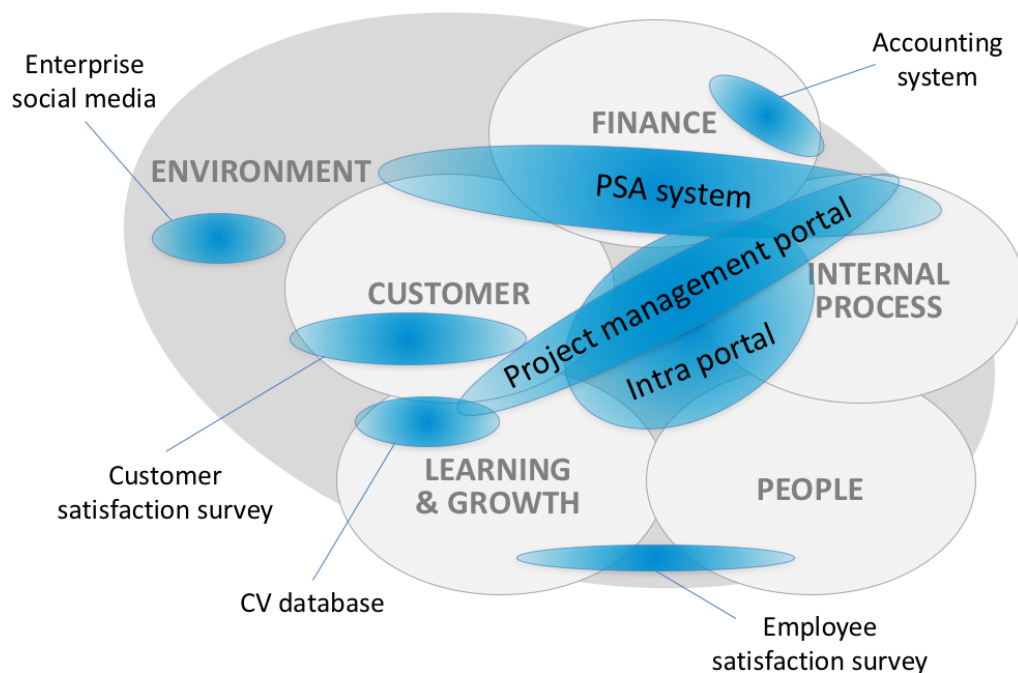 Enterprise
social media
Accounting
system
FINANCE
ENVIRONMENT
PSA system
CUSTOMER
Project management portal
INTERNAL
PROCESS
Intra portal
LEARNING
& GROWTH
PEOPLE
Customer
satisfaction survey
CV database
Employee
satisfaction survey